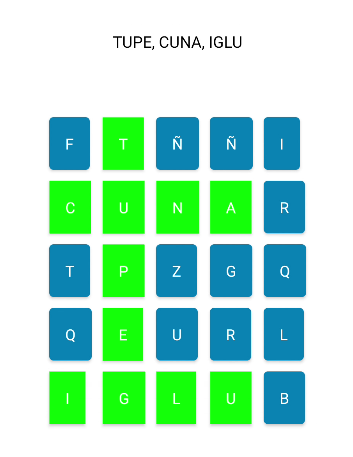 TUPE, CUNA, IGLU
F T Ñ Ñ I
C U N A R
T P Z G Q
Q E U R L
I G L U B